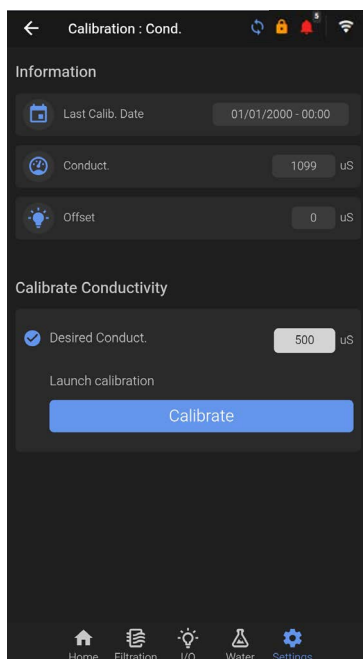 Calibration : Cond.
5
Information
Last Calib. Date 01/01/2000 - 00:00
Conduct. 1099 uS
Offset 0 uS
Calibrate Conductivity
Desired Conduct. 500 uS
Launch calibration
Calibrate
Home Filtration I/O Water Settings